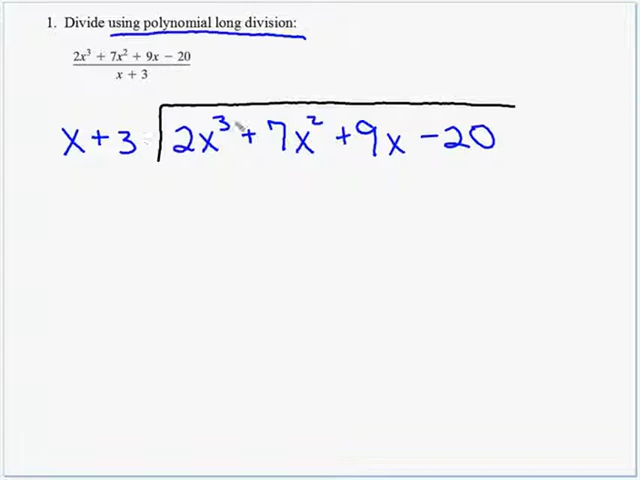 1. Divide using polynomial long division:
2x³ + 7x² + 9x − 20
x + 3
x + 3 2x³ + 7x² + 9x − 20